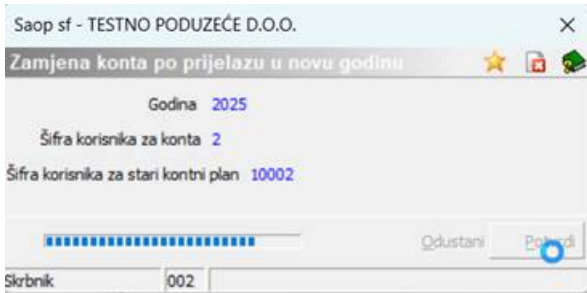 Saop sf - TESTNO PODUZEĆE D.O.O.
Zamjena konta po prijelazu u novu godinu
Godina 2025
Šifra korisnika za konta 2
Šifra korisnika za stari kontni plan 10002
Odustani Potvrdi
Skrbnik 002